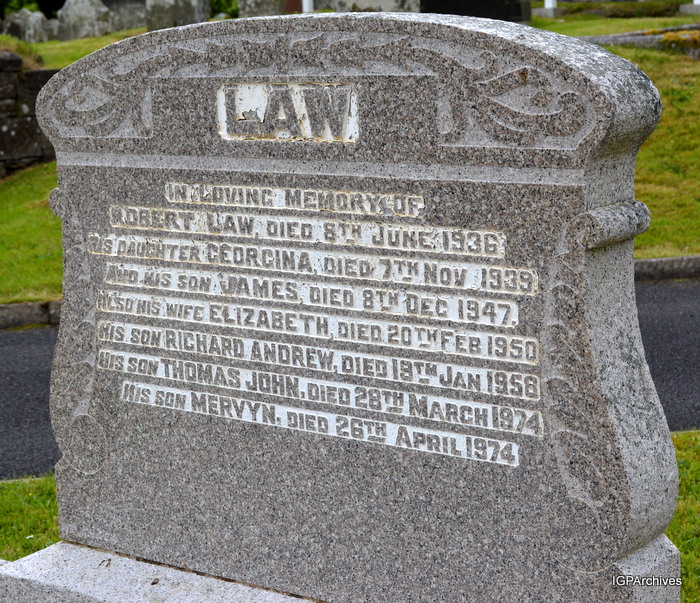 LAW
IN LOVING MEMORY OF
ROBERT LAW, DIED 8TH JUNE, 1936
HIS DAUGHTER GEORGINA, DIED 7TH NOV 1939
AND HIS SON JAMES, DIED 8TH DEC 1947.
ALSO HIS WIFE ELIZABETH, DIED 20TH FEB 1950
HIS SON RICHARD ANDREW, DIED 19TH JAN 1958
HIS SON THOMAS JOHN, DIED 28TH MARCH 1974
HIS SON MERVYN, DIED 26TH APRIL 1974
IGPArchives